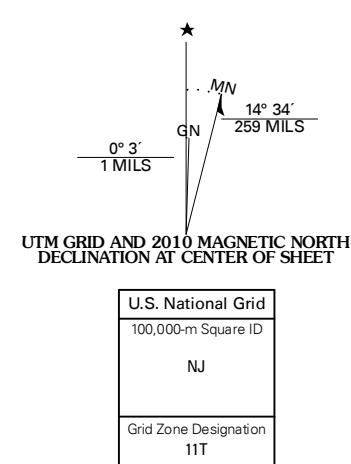 ★
MN
GN
14° 34´
259 MILS
0° 3´
1 MILS
UTM GRID AND 2010 MAGNETIC NORTH
DECLINATION AT CENTER OF SHEET
U.S. National Grid
100,000-m Square ID
NJ
Grid Zone Designation
11T